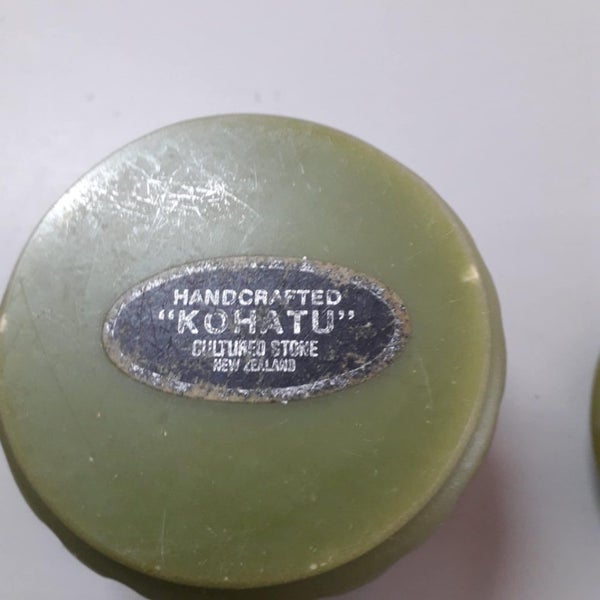 HANDCRAFTED
"KOHATU"
CULTURED STONE
NEW ZEALAND